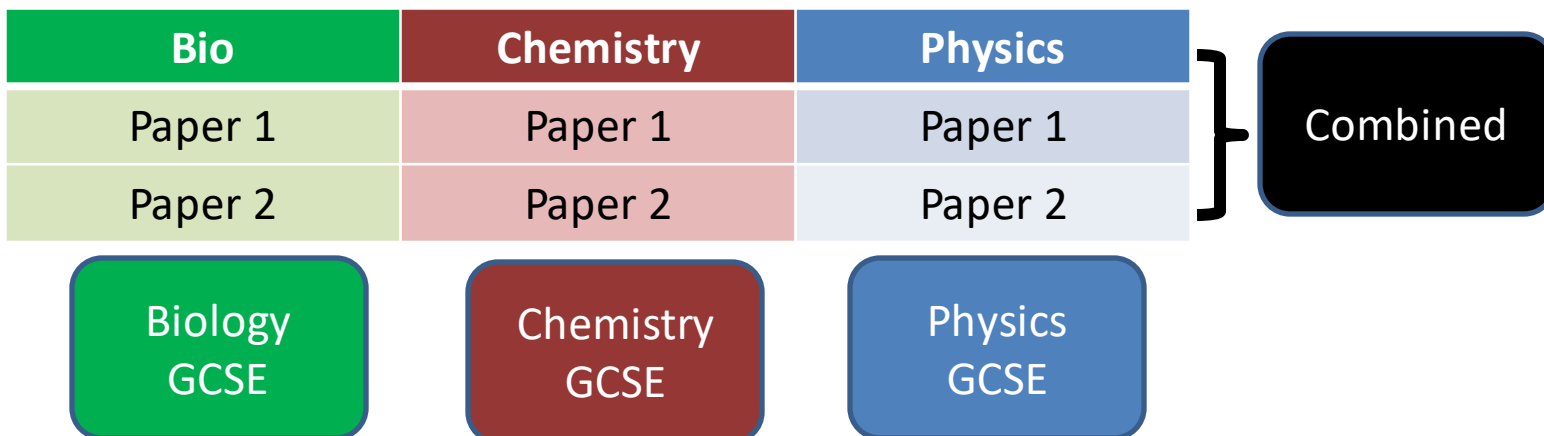 Bio Chemistry Physics
Paper 1 Paper 1 Paper 1
Paper 2 Paper 2 Paper 2
Combined
Biology
GCSE
Chemistry
GCSE
Physics
GCSE